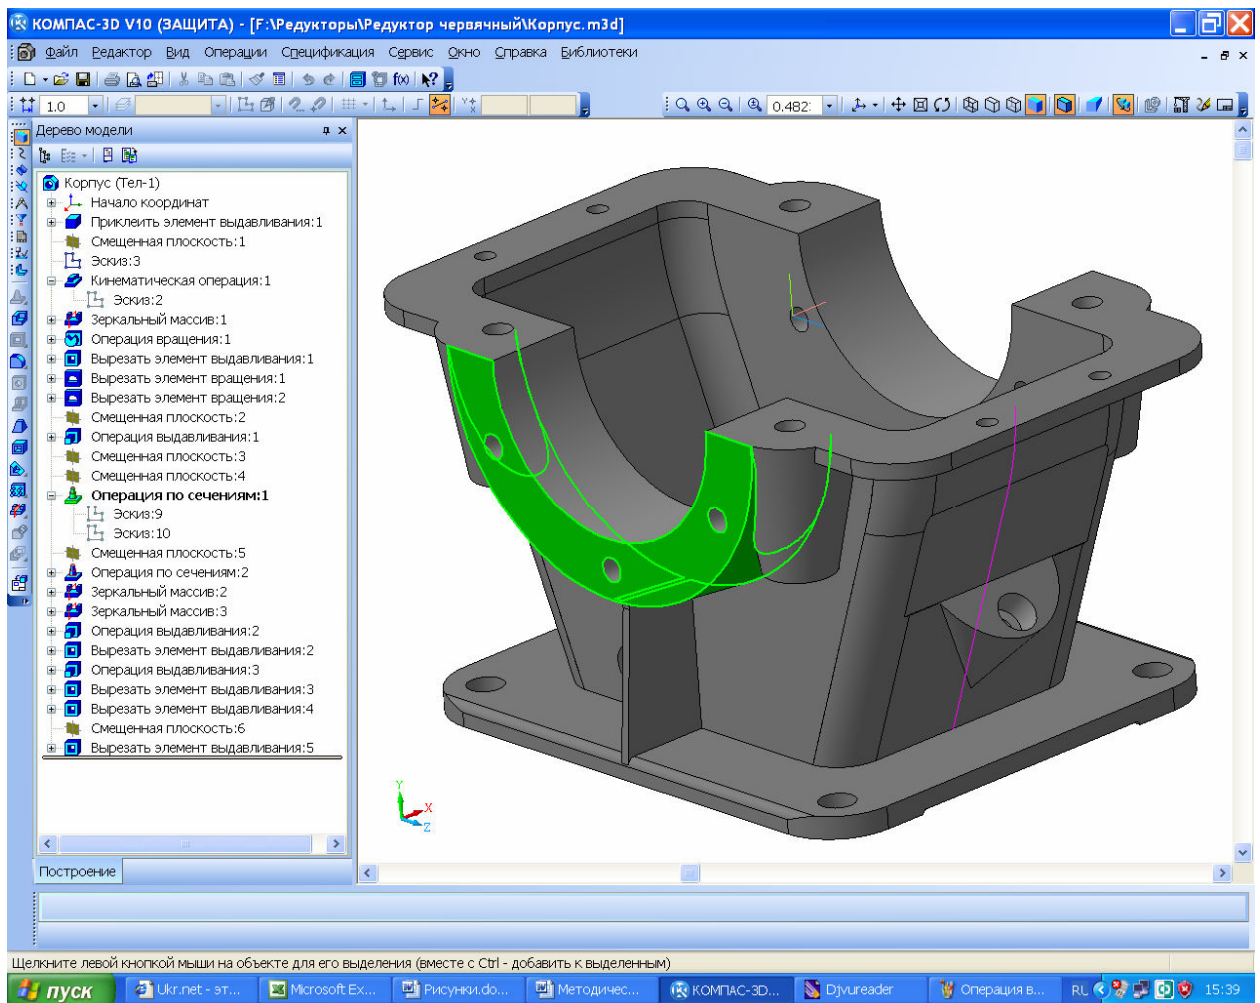 КОМПАС-3D V10 (ЗАЩИТА) - [F:\Редукторы\Редуктор червячный\Корпус.m3d]
Файл Редактор Вид Операции Спецификация Сервис Окно Справка Библиотеки
f(x)
1.0
0.482:
Дерево модели
Корпус (Тел-1)
Начало координат
Приклеить элемент выдавливания:1
Смещенная плоскость:1
Эскиз:3
Кинематическая операция:1
Эскиз:2
Зеркальный массив:1
Операция вращения:1
Вырезать элемент выдавливания:1
Вырезать элемент вращения:1
Вырезать элемент вращения:2
Смещенная плоскость:2
Операция выдавливания:1
Смещенная плоскость:3
Смещенная плоскость:4
Операция по сечениям:1
Эскиз:9
Эскиз:10
Смещенная плоскость:5
Операция по сечениям:2
Зеркальный массив:2
Зеркальный массив:3
Операция выдавливания:2
Вырезать элемент выдавливания:2
Операция выдавливания:3
Вырезать элемент выдавливания:3
Вырезать элемент выдавливания:4
Смещенная плоскость:6
Вырезать элемент выдавливания:5
Y
X
Z
Построение
Щелкните левой кнопкой мыши на объекте для его выделения (вместе с Ctrl - добавить к выделенным)
пуск Ukr.net - эт... Microsoft Ex... Рисунки.do... Методичес... КОМПАС-3D... Djvureader Операция в... RU 15:39